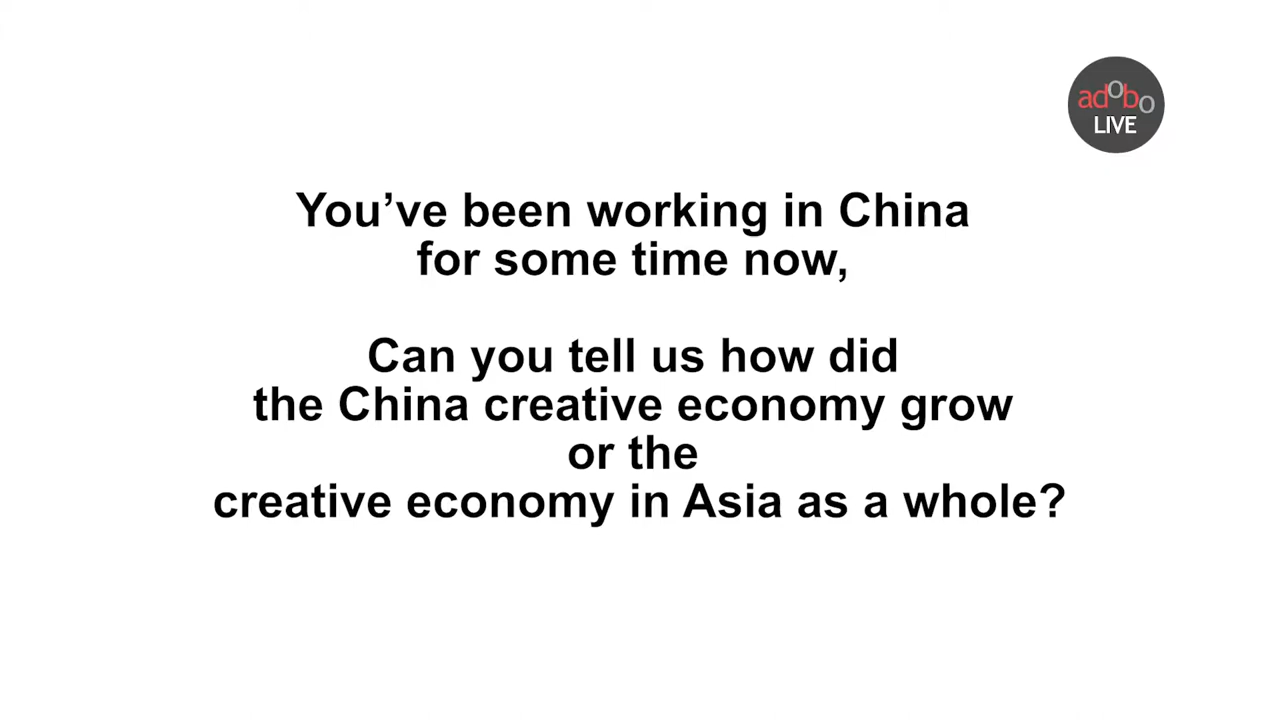 adobo
LIVE
You’ve been working in China
for some time now,
Can you tell us how did
the China creative economy grow
or the
creative economy in Asia as a whole?